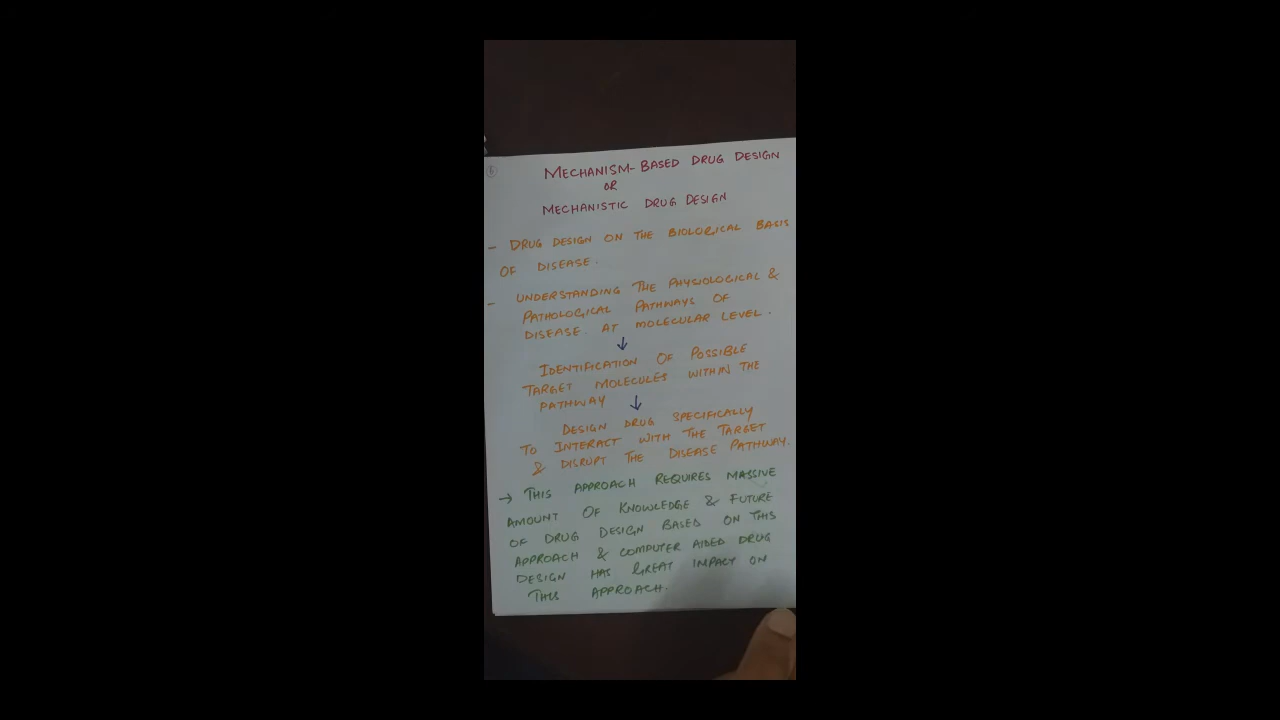 MECHANISM-BASED DRUG DESIGN
OR
MECHANISTIC DRUG DESIGN
- DRUG DESIGN ON THE BIOLOGICAL BASIS
OF DISEASE.
- UNDERSTANDING THE PHYSIOLOGICAL &
PATHOLOGICAL PATHWAYS OF
DISEASE AT MOLECULAR LEVEL.
↓
IDENTIFICATION OF POSSIBLE
TARGET MOLECULES WITHIN THE
PATHWAY
↓
DESIGN DRUG SPECIFICALLY
TO INTERACT WITH THE TARGET
& DISRUPT THE DISEASE PATHWAY.
→ THIS APPROACH REQUIRES MASSIVE
AMOUNT OF KNOWLEDGE & FUTURE
OF DRUG DESIGN BASED ON THIS
APPROACH & COMPUTER AIDED DRUG
DESIGN HAS GREAT IMPACT ON
THIS APPROACH.